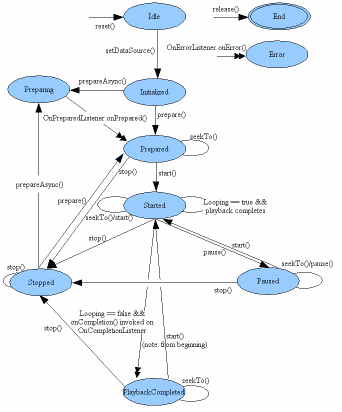 Idle
release()
End
reset()
setDataSource()
OnErrorListener.onError()
Error
prepareAsync()
Preparing
Initialized
OnPreparedListener.onPrepared()
prepare()
Prepared
seekTo()
stop()
start()
prepareAsync()
prepare()
Started
Looping == true &&
playback completes
seekTo()/start()
stop()
start()
pause()
seekTo()/pause()
stop()
Stopped
stop()
Paused
Looping == false &&
onCompletion() invoked on
OnCompletionListener
stop()
start()
(note: from beginning)
seekTo()
PlaybackCompleted